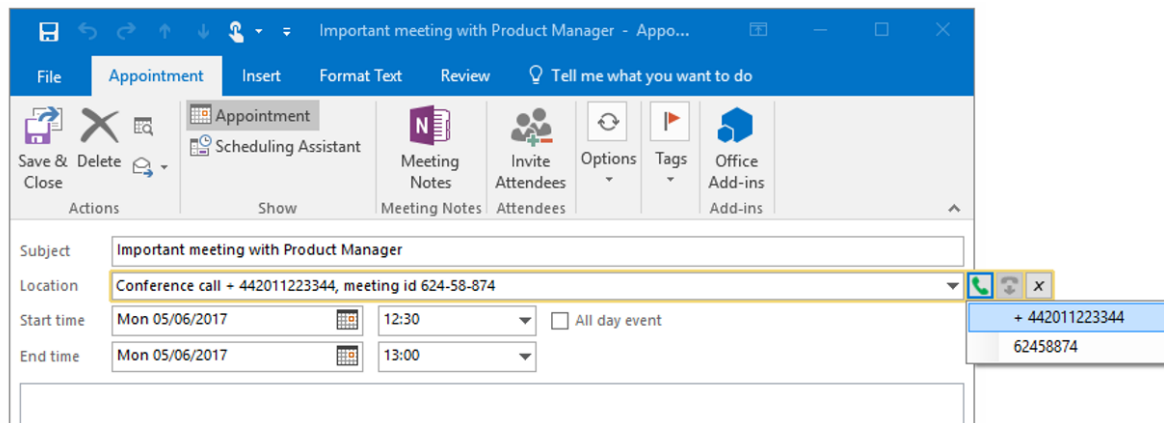 Important meeting with Product Manager - Appo...
File Appointment Insert Format Text Review Tell me what you want to do
Appointment
Scheduling Assistant
Save & Close
Delete
Meeting Notes
Invite Attendees
Options
Tags
Office Add-ins
Actions Show Meeting Notes Attendees Add-ins
Subject Important meeting with Product Manager
Location Conference call + 442011223344, meeting id 624-58-874 x
Start time Mon 05/06/2017 12:30 All day event + 442011223344
End time Mon 05/06/2017 13:00 62458874